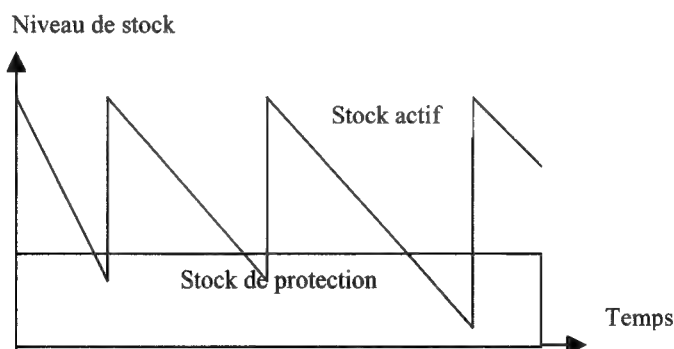 Niveau de stock
Stock actif
Stock de protection
Temps